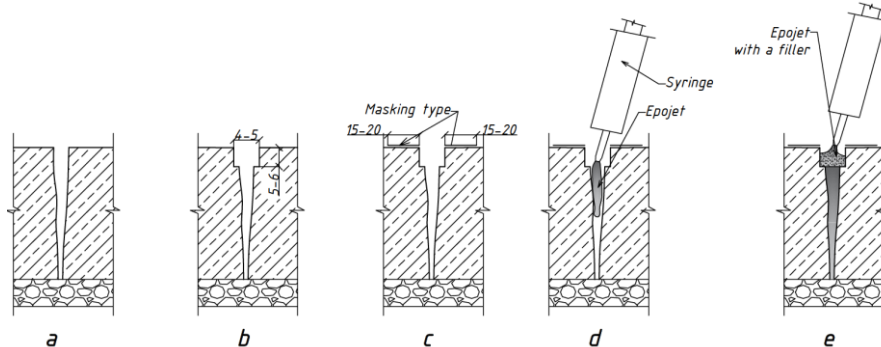 4-5
5-6
Masking type
15-20
15-20
Syringe
Epojet
Epojet
with a filler
a
b
c
d
e